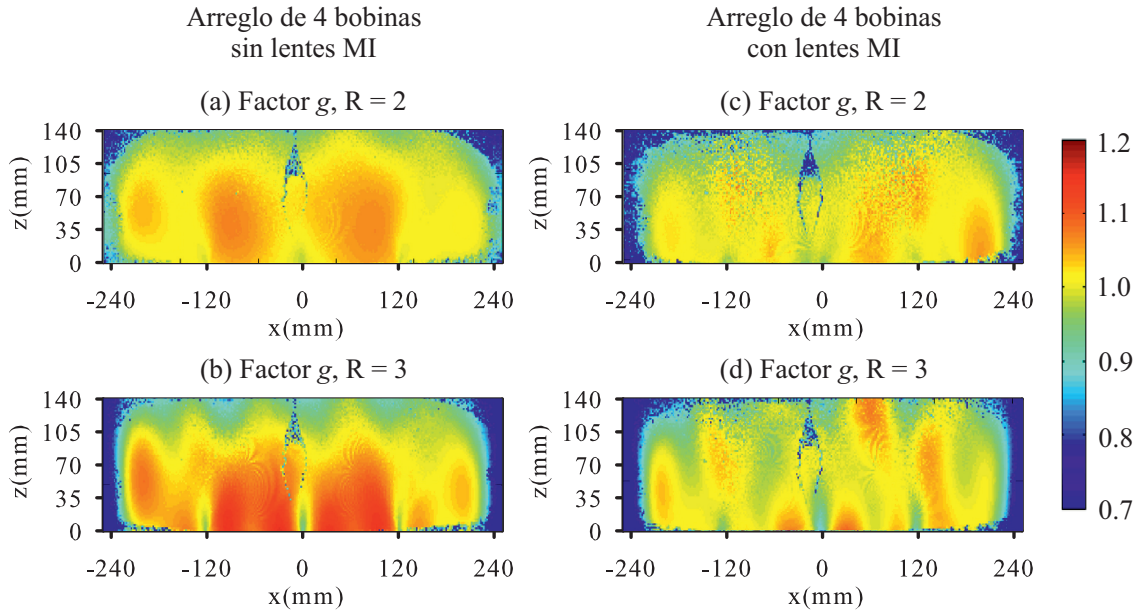 Arreglo de 4 bobinas
sin lentes MI
Arreglo de 4 bobinas
con lentes MI
(a) Factor g, R = 2
140
105
70
35
0
z(mm)
-240 -120 0 120 240
x(mm)
(c) Factor g, R = 2
140
105
70
35
0
z(mm)
-240 -120 0 120 240
x(mm)
(b) Factor g, R = 3
140
105
70
35
0
z(mm)
-240 -120 0 120 240
x(mm)
(d) Factor g, R = 3
140
105
70
35
0
z(mm)
-240 -120 0 120 240
x(mm)
1.2
1.1
1.0
0.9
0.8
0.7